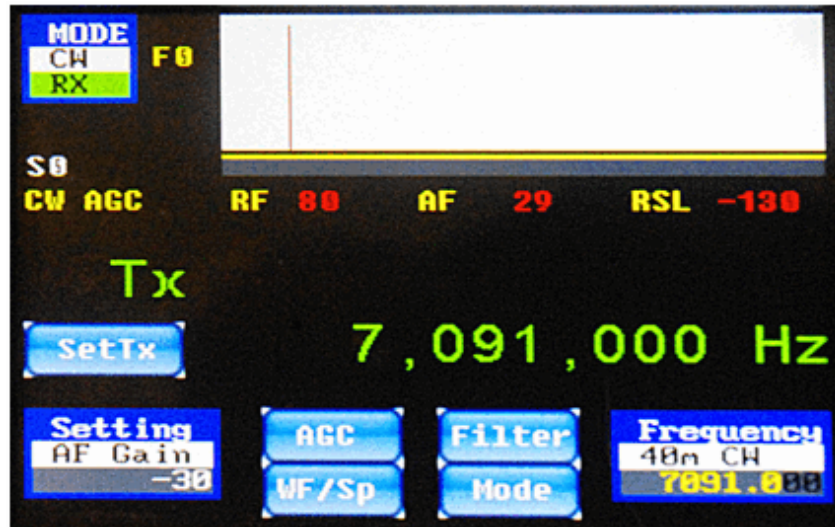 MODE
CW
RX
F0
S0
CW AGC RF 80 AF 29 RSL -130
Tx
SetTx 7,091,000 Hz
Setting
AF Gain
-30
AGC
WF/Sp
Filter
Mode
Frequency
40m CW
7091.000